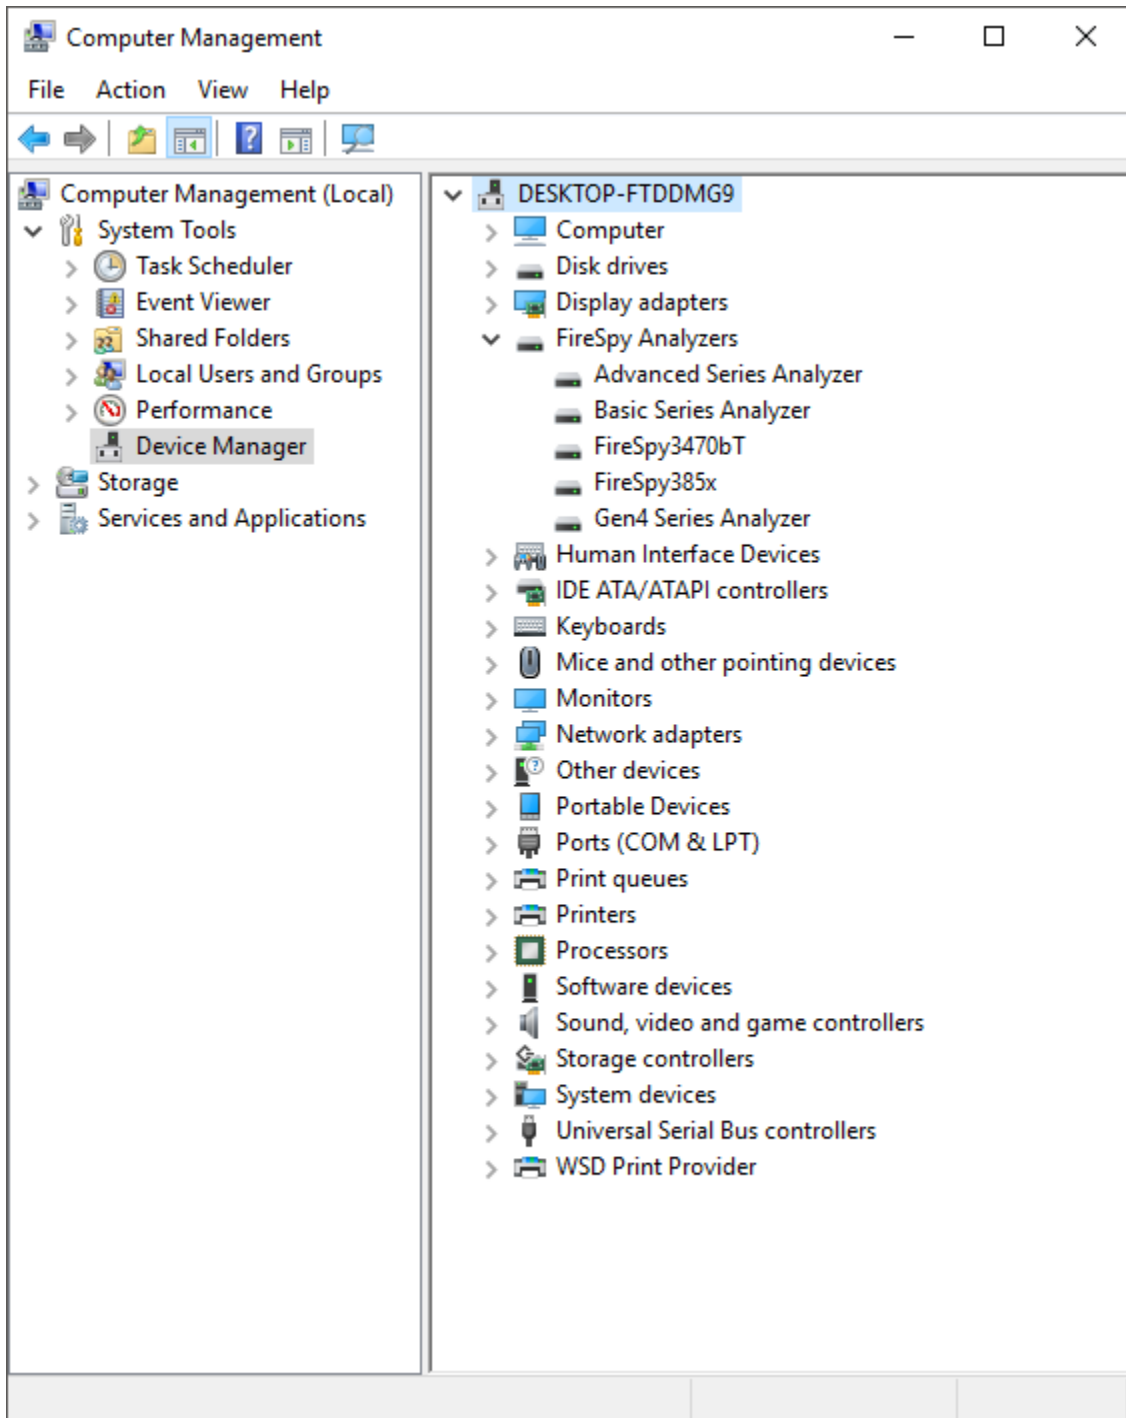 Computer Management
File Action View Help
Computer Management (Local)
System Tools
Task Scheduler
Event Viewer
Shared Folders
Local Users and Groups
Performance
Device Manager
Storage
Services and Applications
DESKTOP-FTDDMG9
Computer
Disk drives
Display adapters
FireSpy Analyzers
Advanced Series Analyzer
Basic Series Analyzer
FireSpy3470bT
FireSpy385x
Gen4 Series Analyzer
Human Interface Devices
IDE ATA/ATAPI controllers
Keyboards
Mice and other pointing devices
Monitors
Network adapters
Other devices
Portable Devices
Ports (COM & LPT)
Print queues
Printers
Processors
Software devices
Sound, video and game controllers
Storage controllers
System devices
Universal Serial Bus controllers
WSD Print Provider